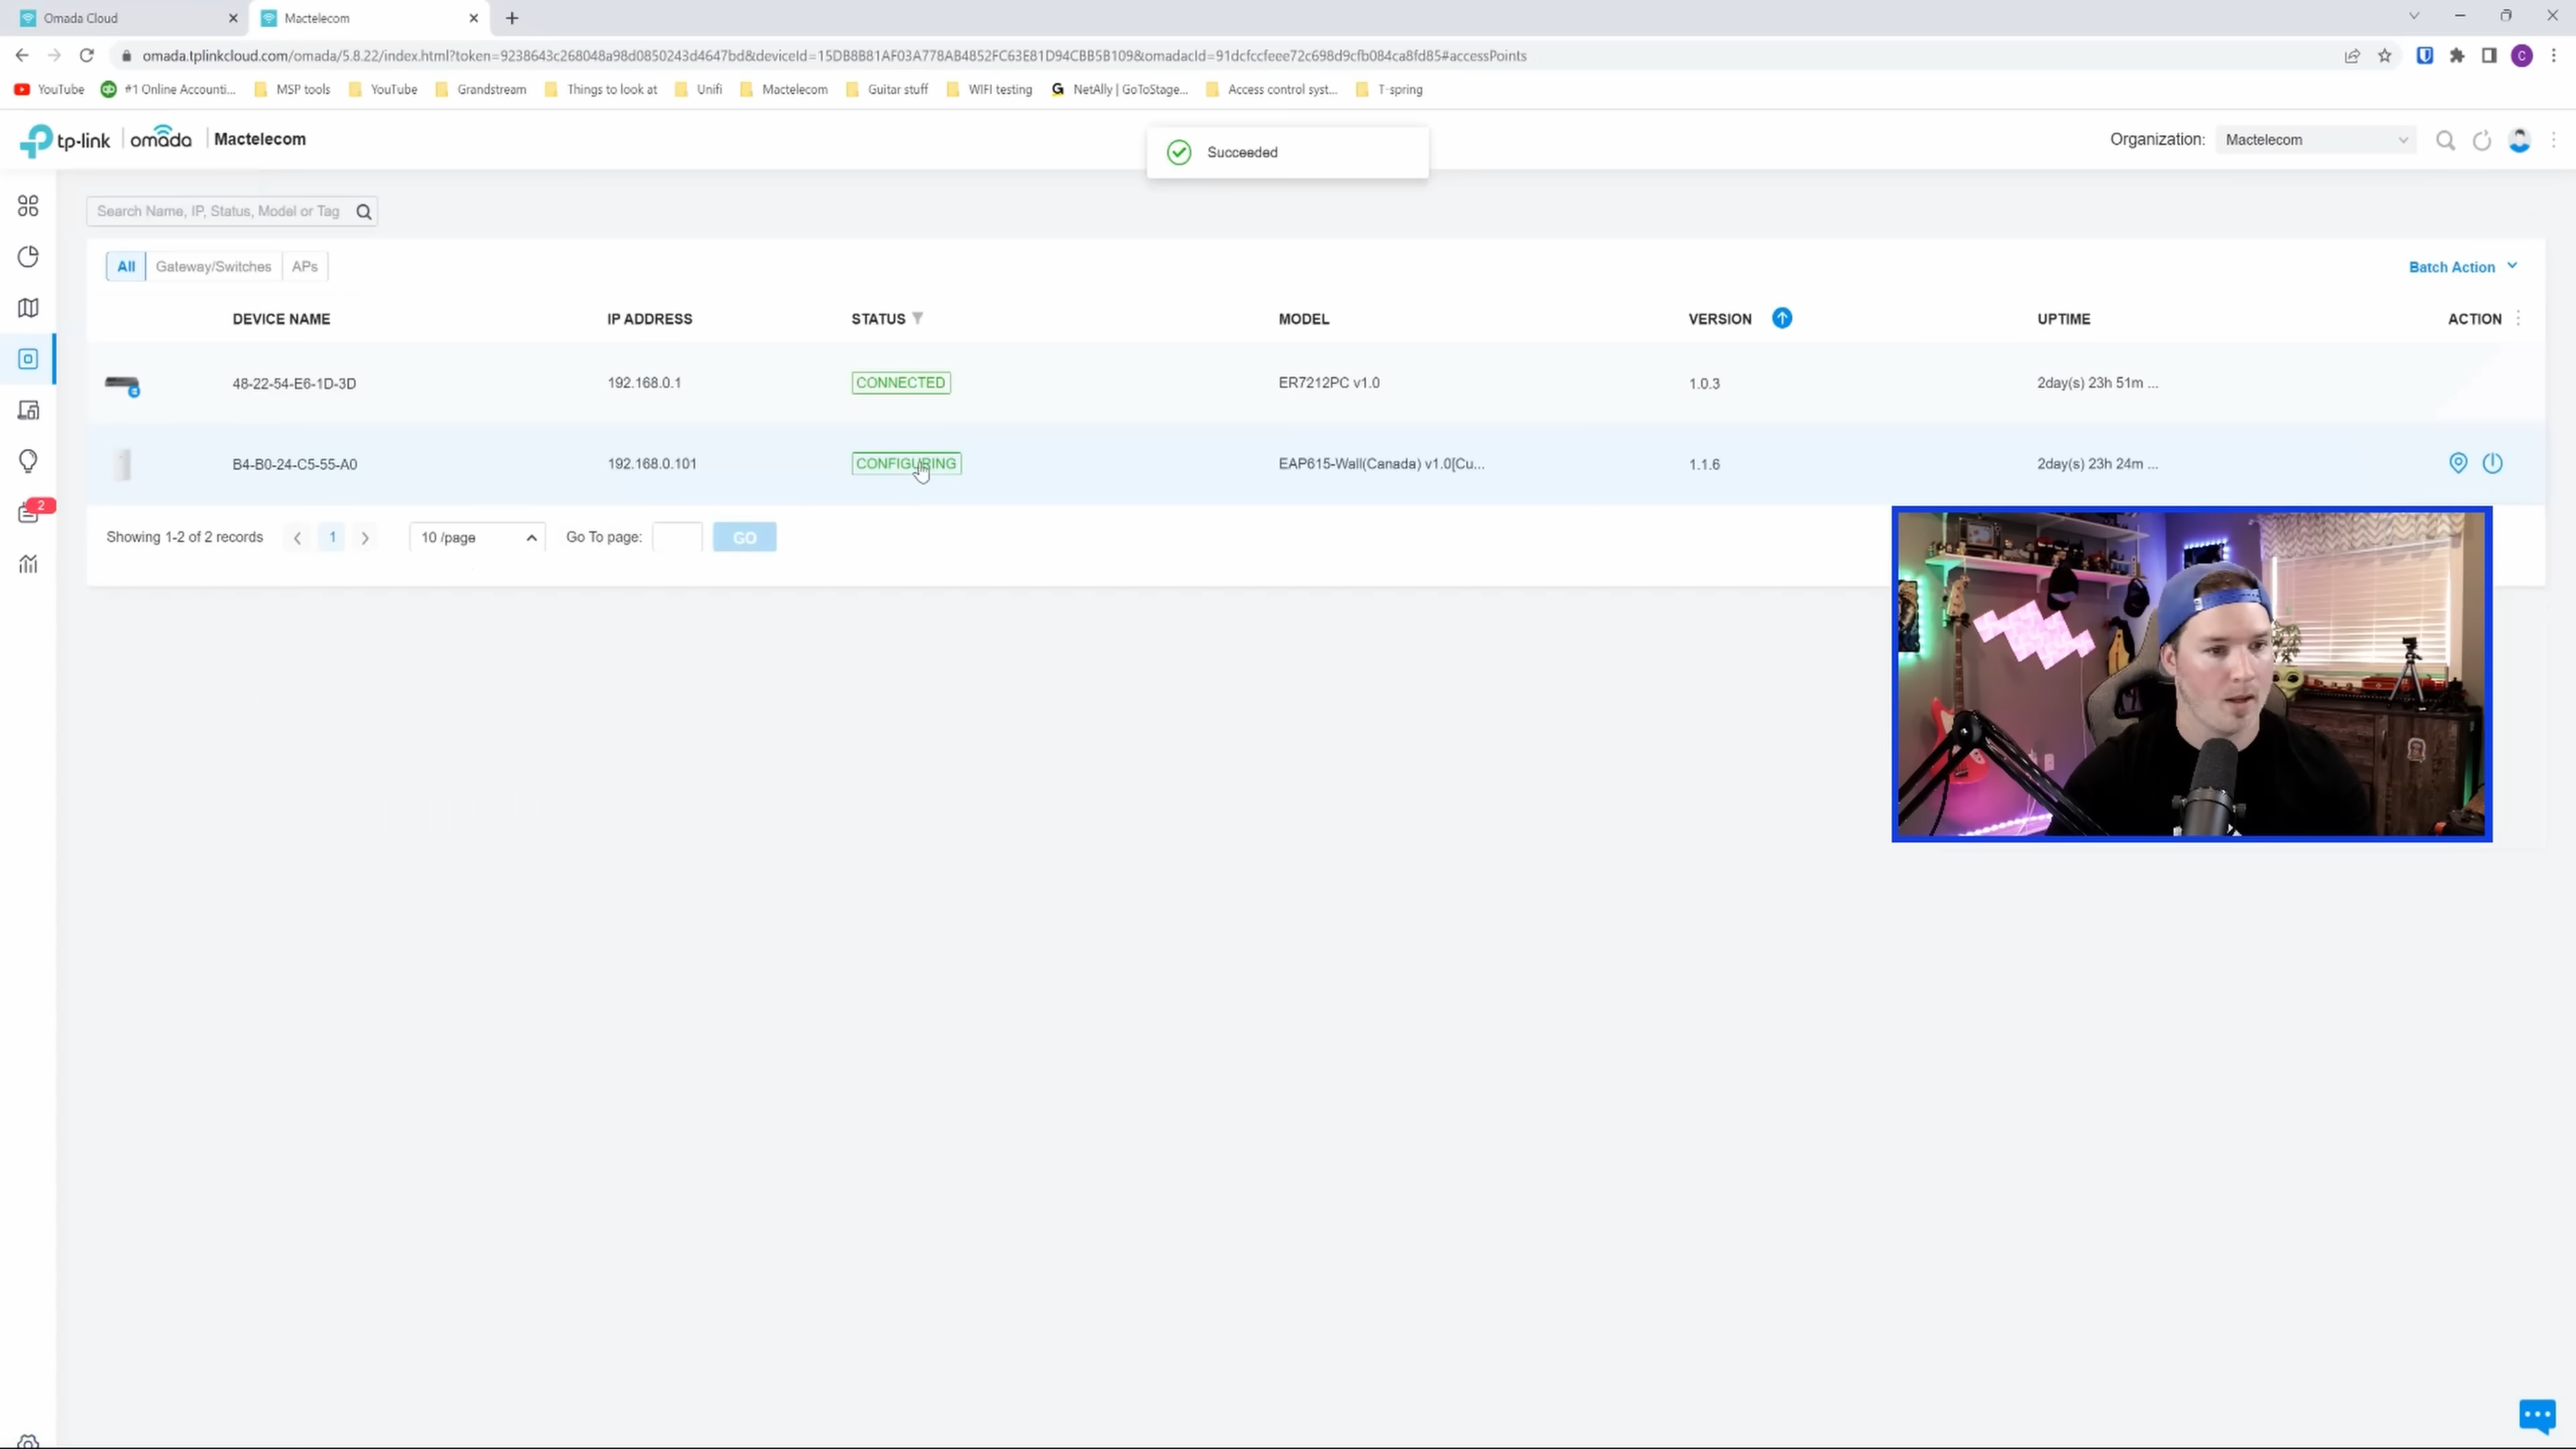 Omada Cloud
Mactelecom
omada.tplinkcloud.com/omada/5.8.22/index.html?token=9238643c268048a98d0850243d4647bd&deviceId=15DB8B81AF03A778AB4852FC63E81D94CBB5B109&omadacId=91dcfccfeee72c698d9cfb084ca8fd85#accessPoints
C
YouTube
#1 Online Accounti...
MSP tools
YouTube
Grandstream
Things to look at
Unifi
Mactelecom
Guitar stuff
WIFI testing
NetAlly | GoToStage...
Access control syst...
T-spring
tp-link | omada | Mactelecom
Succeeded
Organization: Mactelecom
Search Name, IP, Status, Model or Tag
All Gateway/Switches APs
Batch Action
DEVICE NAME IP ADDRESS STATUS MODEL VERSION UPTIME ACTION
48-22-54-E6-1D-3D 192.168.0.1 CONNECTED ER7212PC v1.0 1.0.3 2day(s) 23h 51m ...
B4-B0-24-C5-55-A0 192.168.0.101 CONFIGURING EAP615-Wall(Canada) v1.0[Cu... 1.1.6 2day(s) 23h 24m ...
2
Showing 1-2 of 2 records 1 10 /page Go To page: GO